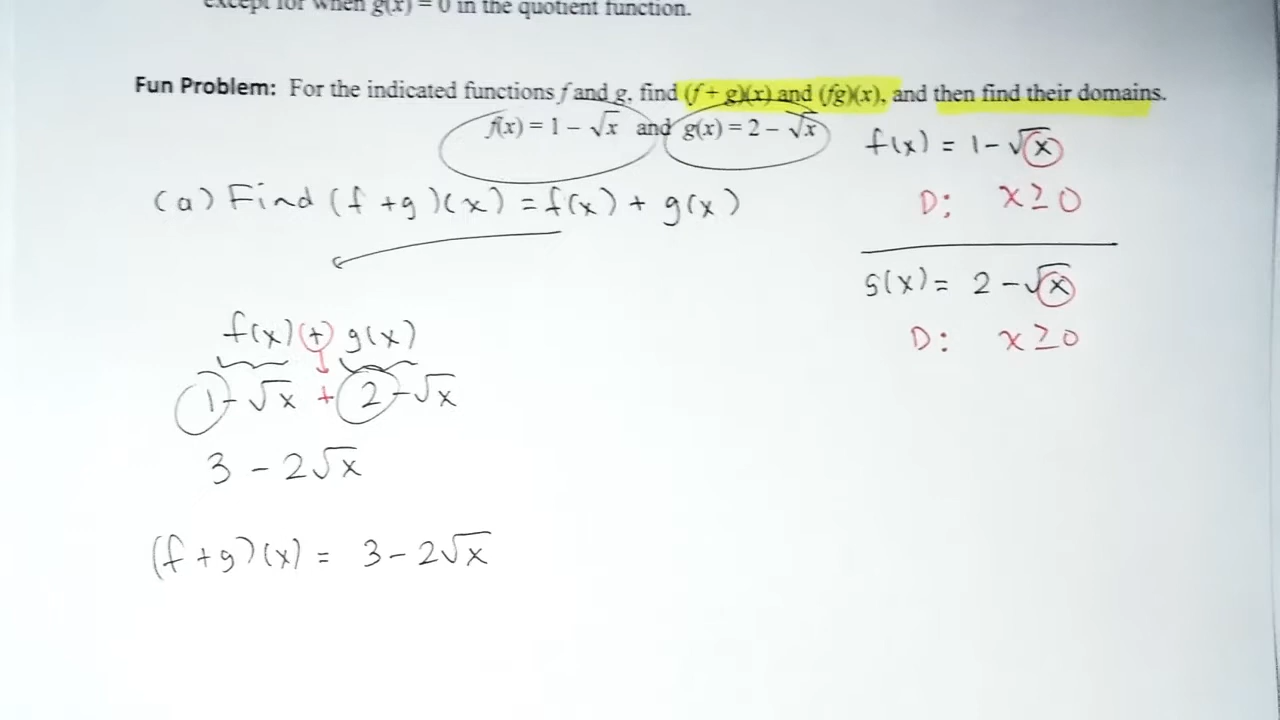 except for when g(x) = 0 in the quotient function.
Fun Problem: For the indicated functions f and g, find (f + g)(x) and (fg)(x), and then find their domains.
f(x) = 1 − √x and g(x) = 2 − √x
f(x) = 1 - √x
D: x ≥ 0
(a) Find (f + g)(x) = f(x) + g(x)
g(x) = 2 - √x
D: x ≥ 0
f(x) + g(x)
1 - √x + 2 - √x
3 - 2√x
(f + g)(x) = 3 - 2√x